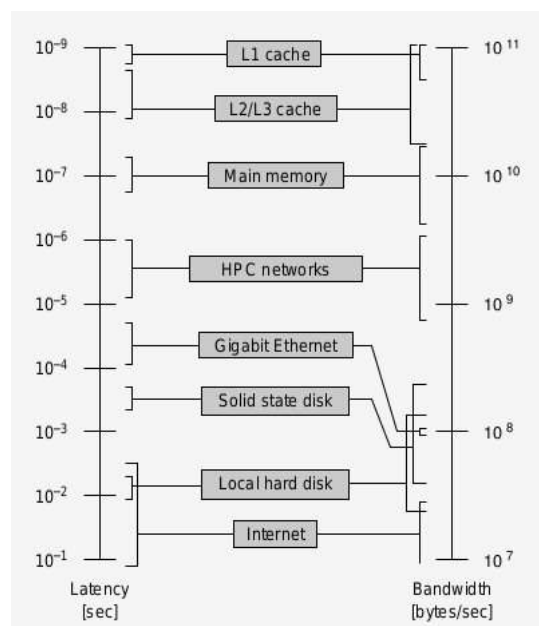 10⁻⁹ L1 cache 10¹¹
10⁻⁸ L2/L3 cache
10⁻⁷ Main memory 10¹⁰
10⁻⁶
HPC networks
10⁻⁵ 10⁹
Gigabit Ethernet
10⁻⁴
Solid state disk
10⁻³ 10⁸
Local hard disk
10⁻²
Internet
10⁻¹ 10⁷
Latency Bandwidth
[sec] [bytes/sec]